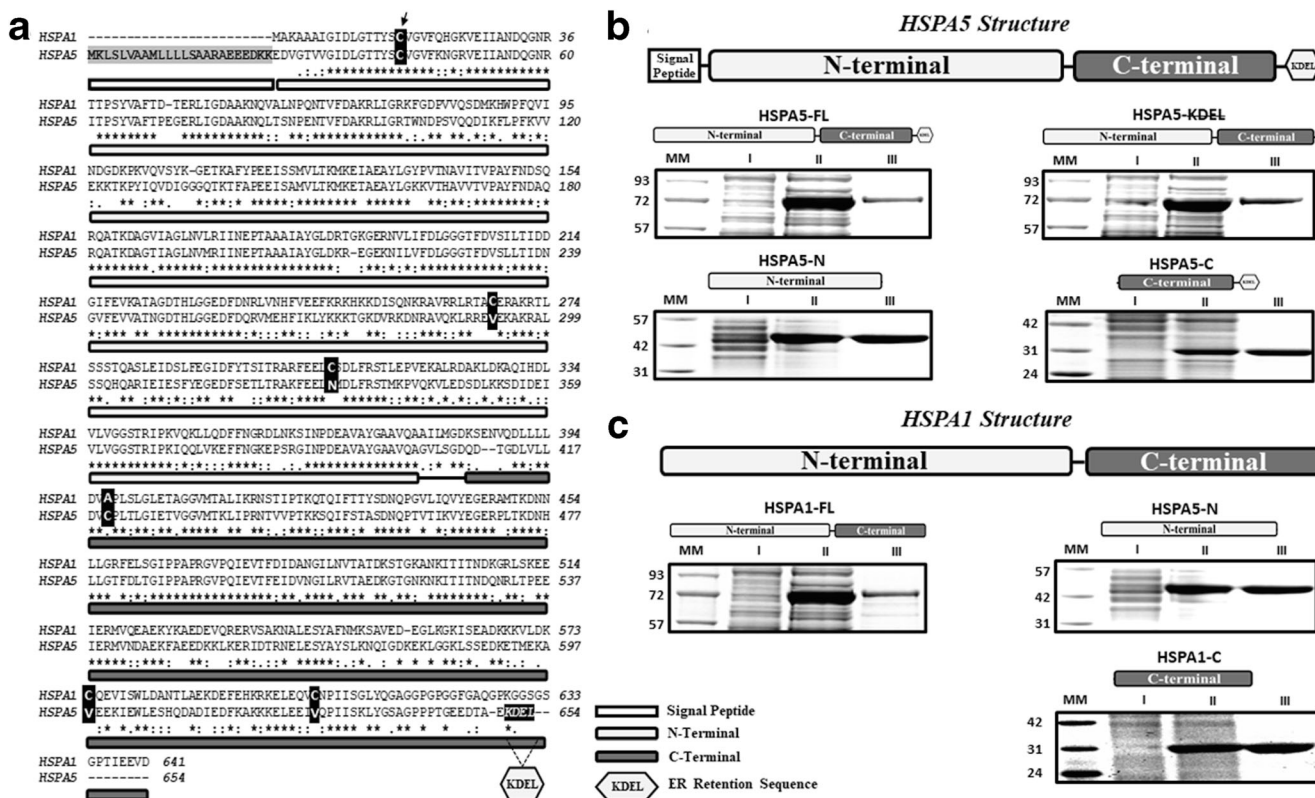 a
HSPA1 ------------------------MAKAAAIGIDLGTTYSCVGVFQHGKVEIIANDQGNR 36
HSPA5 MKLSLVAAMLLLLSAARAEEEDKKEDVGTVVGIDLGTTYSCVGVFKNGRVEIIANDQGNR 60
HSPA1 TTPSYVAFTD-TERLIGDAAKNQVALNPQNTVFDAKRLIGRKFGDPVVQSDMKHWPFQVI 95
HSPA5 ITPSYVAFTPEGERLIGDAAKNQLTSNPENTVFDAKRLIGRTWNDPSVQQDIKFLPFKVV 120
HSPA1 NDGDKPKVQVSYK-GETKAFYPEEISSMVLTKMKEIAEAYLGYPVTNAVITVPAYFNDSQ 154
HSPA5 EKKTKPYIQVDIGGGQTKTFAPEEISAMVLTKMKETAEAYLGKKVTHAVVTVPAYFNDAQ 180
HSPA1 RQATKDAGVIAGLNVLRIINEPTAAAIAYGLDRTGKGERNVLIFDLGGGTFDVSILTIDD 214
HSPA5 RQATKDAGTIAGLNVMRIINEPTAAAIAYGLDKR-EGEKNILVFDLGGGTFDVSLLTIDN 239
HSPA1 GIFEVKATAGDTHLGGEDFDNRLVNHFVEEFKRKHKKDISQNKRAVRRLRTACERAKRTL 274
HSPA5 GVFEVVATNGDTHLGGEDFDQRVMEHFIKLYKKKTGKDVRKDNRAVQKLRREVEKAKRAL 299
HSPA1 SSSTQASLEIDSLFEGIDFYTSITRARFEELCSDLFRSTLEPVEKALRDAKLDKAQIHDL 334
HSPA5 SSQHQARIEIESFYEGEDFSETLTRAKFEELNMDLFRSTMKPVQKVLEDSDLKKSDIDEI 359
HSPA1 VLVGGSTRIPKVQKLLQDFFNGRDLNKSINPDEAVAYGAAVQAAILMGDKSENVQDLLLL 394
HSPA5 VLVGGSTRIPKIQQLVKEFFNGKEPSRGINPDEAVAYGAAVQAGVLSGDQD--TGDLVLL 417
HSPA1 DVAPLSLGLETAGGVMTALIKRNSTIPTKQTQIFTTYSDNQPGVLIQVYEGERAMTKDNN 454
HSPA5 DVCPLTLGIETVGGVMTKLIPRNTVVPTKKSQIFSTASDNQPTVTIKVYEGERPLTKDNH 477
HSPA1 LLGRFELSGIPPAPRGVPQIEVTFDIDANGILNVTATDKSTGKANKITITNDKGRLSKEE 514
HSPA5 LLGTFDLTGIPPAPRGVPQIEVTFEIDVNGILRVTAEDKGTGNKNKITITNDQNRLTPEE 537
HSPA1 IERMVQEAEKYKAEDEVQRERVSAKNALESYAFNMKSAVED-EGLKGKISEADKKKVLDK 573
HSPA5 IERMVNDAEKFAEEDKKLKERIDTRNELESYAYSLKNQIGDKEKLGGKLSSEDKETMEKA 597
HSPA1 CQEVISWLDANTLAEKDEFEHKRKELEQVCNPIISGLYQGAGGPGPGGFGAQGPKGGSGS 633
HSPA5 VEEKIEWLESHQDADIEDFKAKKKELEEIVQPIISKLYGSAGPPPTGEEDTA-EKDEL-- 654
HSPA1 GPTIEEVD 641
HSPA5 -------- 654
KDEL
Signal Peptide
N-Terminal
C-Terminal
KDEL ER Retention Sequence
b
HSPA5 Structure
Signal Peptide N-terminal C-terminal KDEL
HSPA5-FL
N-terminal C-terminal KDEL
MM I II III
93
72
57
HSPA5-KDEL
N-terminal C-terminal
MM I II III
93
72
57
HSPA5-N
N-terminal
MM I II III
57
42
31
HSPA5-C
C-terminal KDEL
MM I II III
42
31
24
c
HSPA1 Structure
N-terminal C-terminal
HSPA1-FL
N-terminal C-terminal
MM I II III
93
72
57
HSPA5-N
N-terminal
MM I II III
57
42
31
HSPA1-C
C-terminal
MM I II III
42
31
24